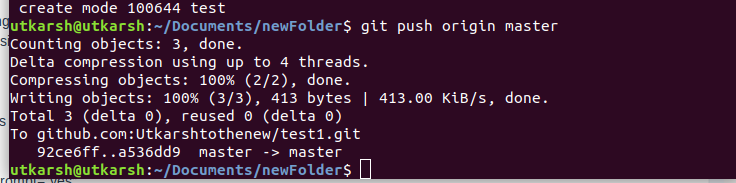 create mode 100644 test
utkarsh@utkarsh:~/Documents/newFolder$ git push origin master
Counting objects: 3, done.
Delta compression using up to 4 threads.
Compressing objects: 100% (2/2), done.
Writing objects: 100% (3/3), 413 bytes | 413.00 KiB/s, done.
Total 3 (delta 0), reused 0 (delta 0)
To github.com:Utkarshtothenew/test1.git
   92ce6ff..a536dd9  master -> master
utkarsh@utkarsh:~/Documents/newFolder$